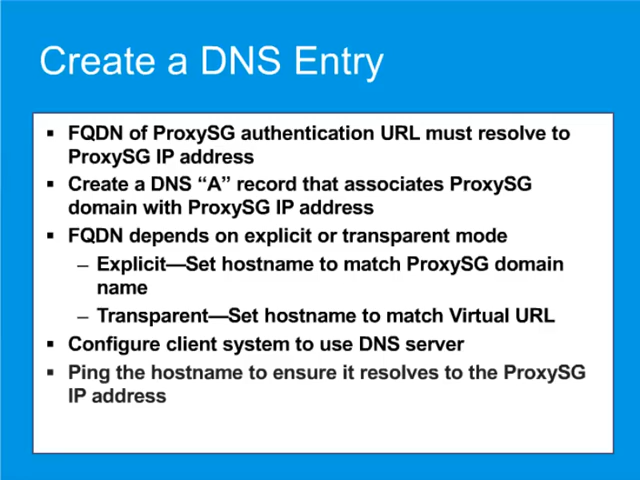 Create a DNS Entry
▪ FQDN of ProxySG authentication URL must resolve to
ProxySG IP address
▪ Create a DNS “A” record that associates ProxySG
domain with ProxySG IP address
▪ FQDN depends on explicit or transparent mode
– Explicit—Set hostname to match ProxySG domain
name
– Transparent—Set hostname to match Virtual URL
▪ Configure client system to use DNS server
▪ Ping the hostname to ensure it resolves to the ProxySG
IP address